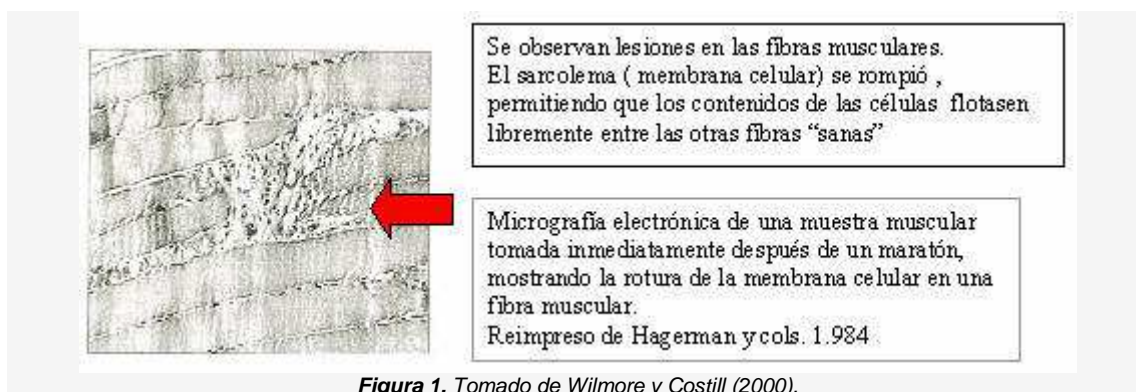 Se observan lesiones en las fibras musculares.
El sarcolema ( membrana celular) se rompió ,
permitiendo que los contenidos de las células flotasen
libremente entre las otras fibras “sanas”
Micrografía electrónica de una muestra muscular
tomada inmediatamente después de un maratón,
mostrando la rotura de la membrana celular en una
fibra muscular.
Reimpreso de Hagerman y cols. 1.984
Figura 1. Tomado de Wilmore y Costill (2000).